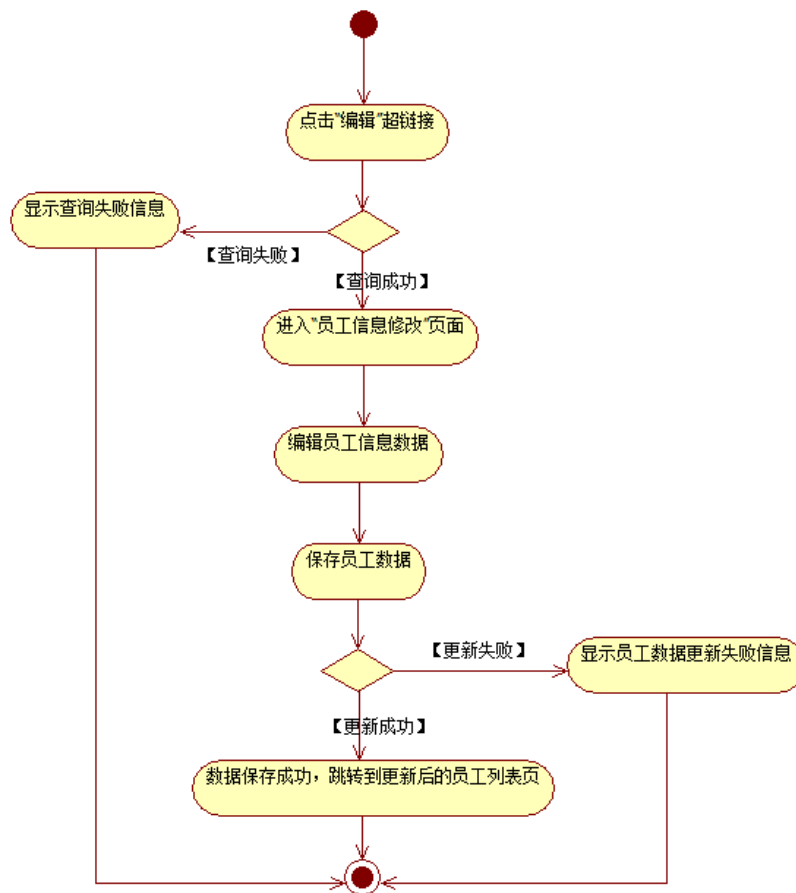 点击“编辑”超链接
显示查询失败信息
【查询失败】
【查询成功】
进入“员工信息修改”页面
编辑员工信息数据
保存员工数据
【更新失败】
显示员工数据更新失败信息
【更新成功】
数据保存成功，跳转到更新后的员工列表页